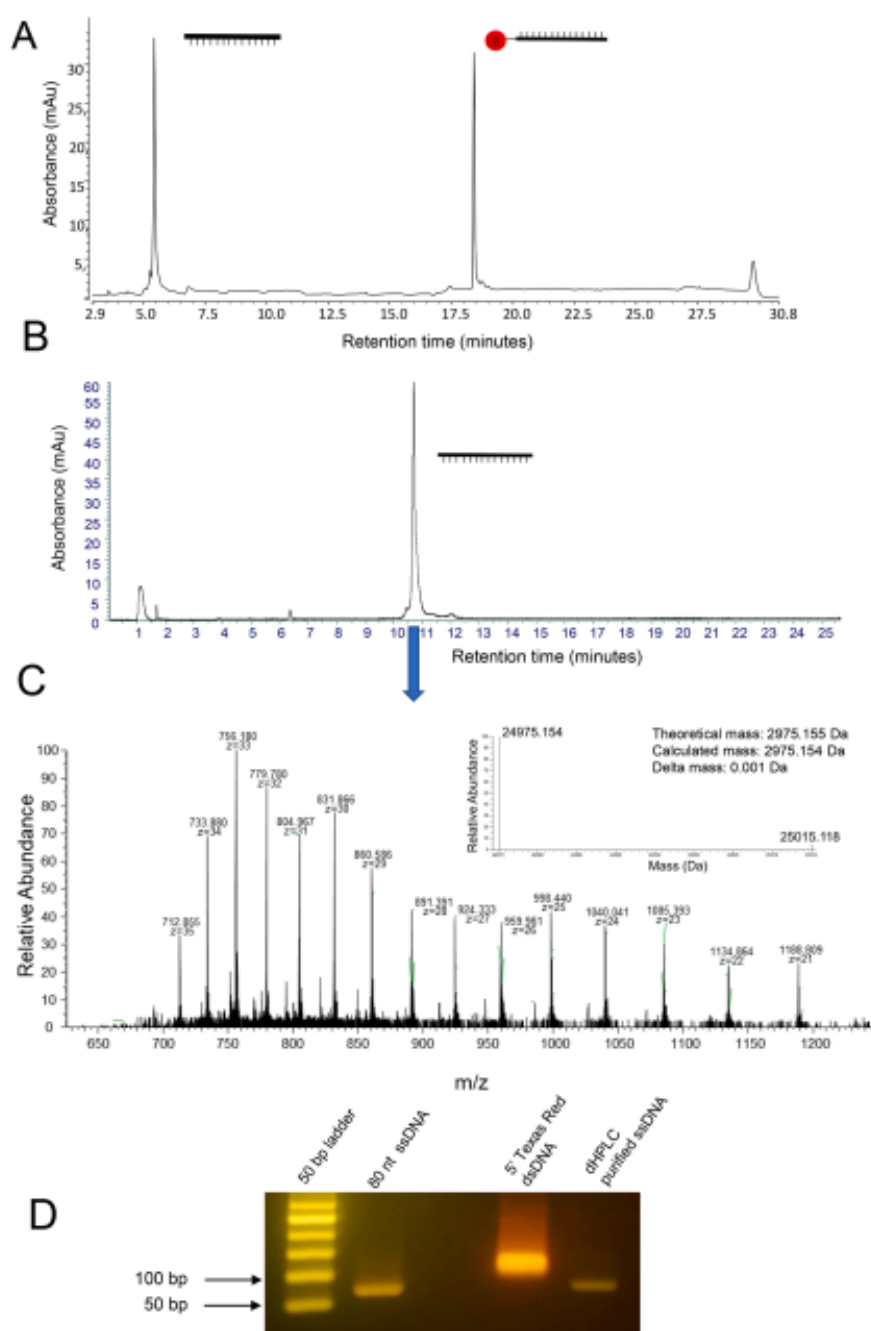 A
Absorbance (mAu)
35,
30,
25,
20,
15,
10,
5,
2.9 5.0 7.5 10.0 12.5 15.0 17.5 20.0 22.5 25.0 27.5 30.8
Retention time (minutes)
B
Absorbance (mAu)
60
55
50
45
40
35
30
25
20
15
10
5
0
1 2 3 4 5 6 7 8 9 10 11 12 13 14 15 16 17 18 19 20 21 22 23 24 25
Retention time (minutes)
C
Relative Abundance
100
90
80
70
60
50
40
30
20
10
0
712.855
z=35
733.880
z=34
756.180
z=33
779.780
z=32
804.967
z=31
831.866
z=30
860.586
z=29
891.391
z=28
924.333
z=27
959.961
z=26
998.440
z=25
1040.041
z=24
1085.393
z=23
1134.864
z=22
1188.809
z=21
650 700 750 800 850 900 950 1000 1050 1100 1150 1200
m/z
24975.154
Theoretical mass: 2975.155 Da
Calculated mass: 2975.154 Da
Delta mass: 0.001 Da
Relative Abundance
25015.118
Mass (Da)
D
50 bp ladder
80 nt ssDNA
5' Texas Red
dsDNA
dHPLC
purified ssDNA
100 bp
50 bp